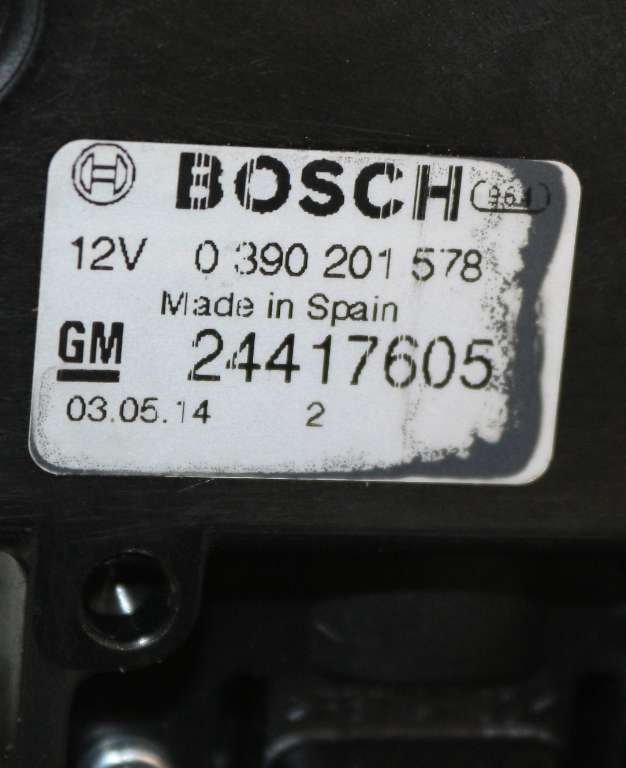 BOSCH
12V 0 390 201 578
Made in Spain
GM 24417605
03.05.14 2